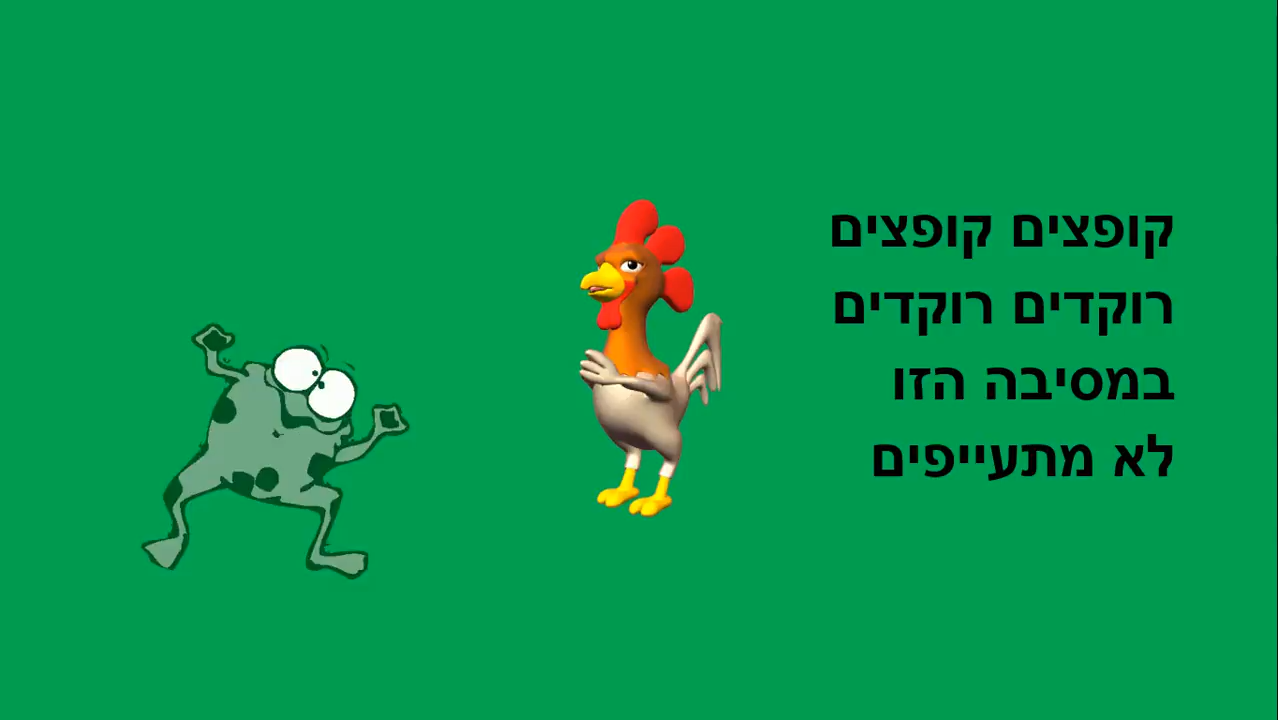 קופצים קופצים
רוקדים רוקדים
במסיבה הזו
לא מתעייפים